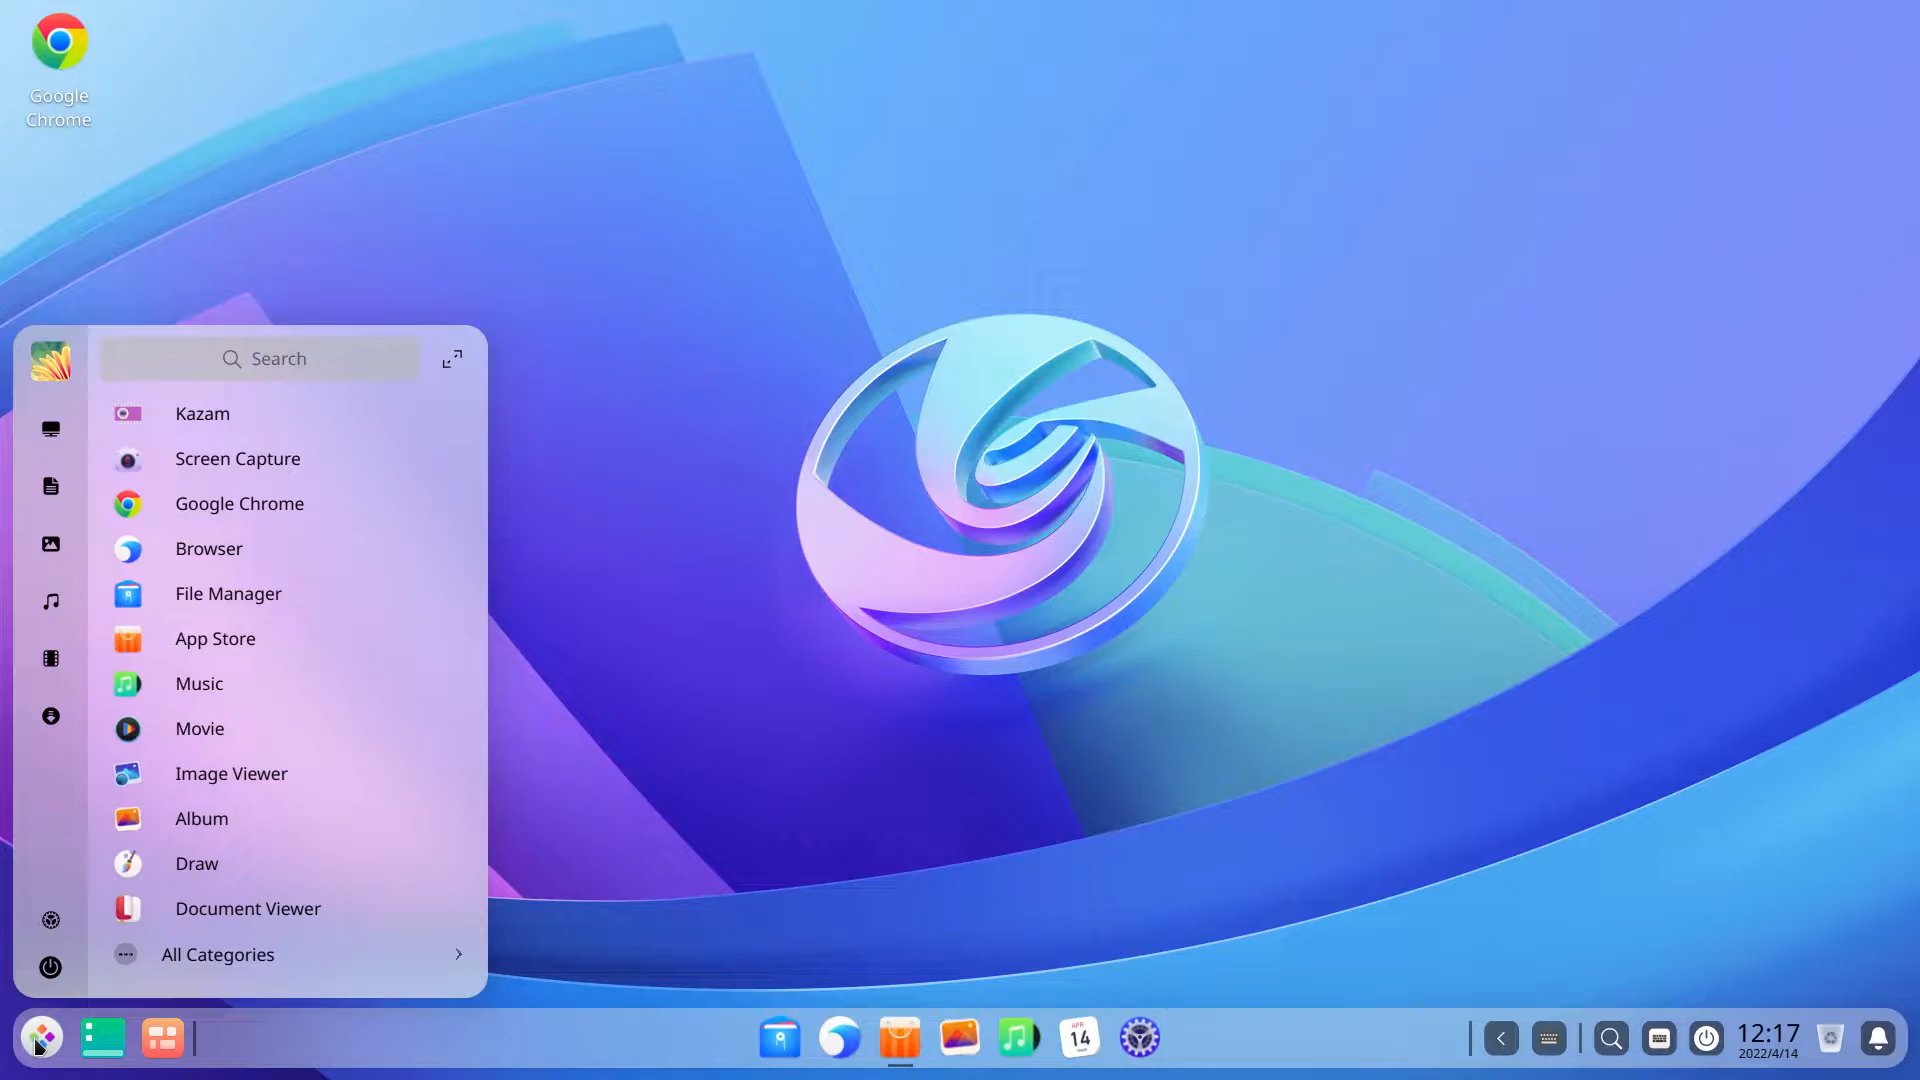 Google
Chrome
Search
Kazam
Screen Capture
Google Chrome
Browser
File Manager
App Store
Music
Movie
Image Viewer
Album
Draw
Document Viewer
All Categories
APR
14
12:17
2022/4/14